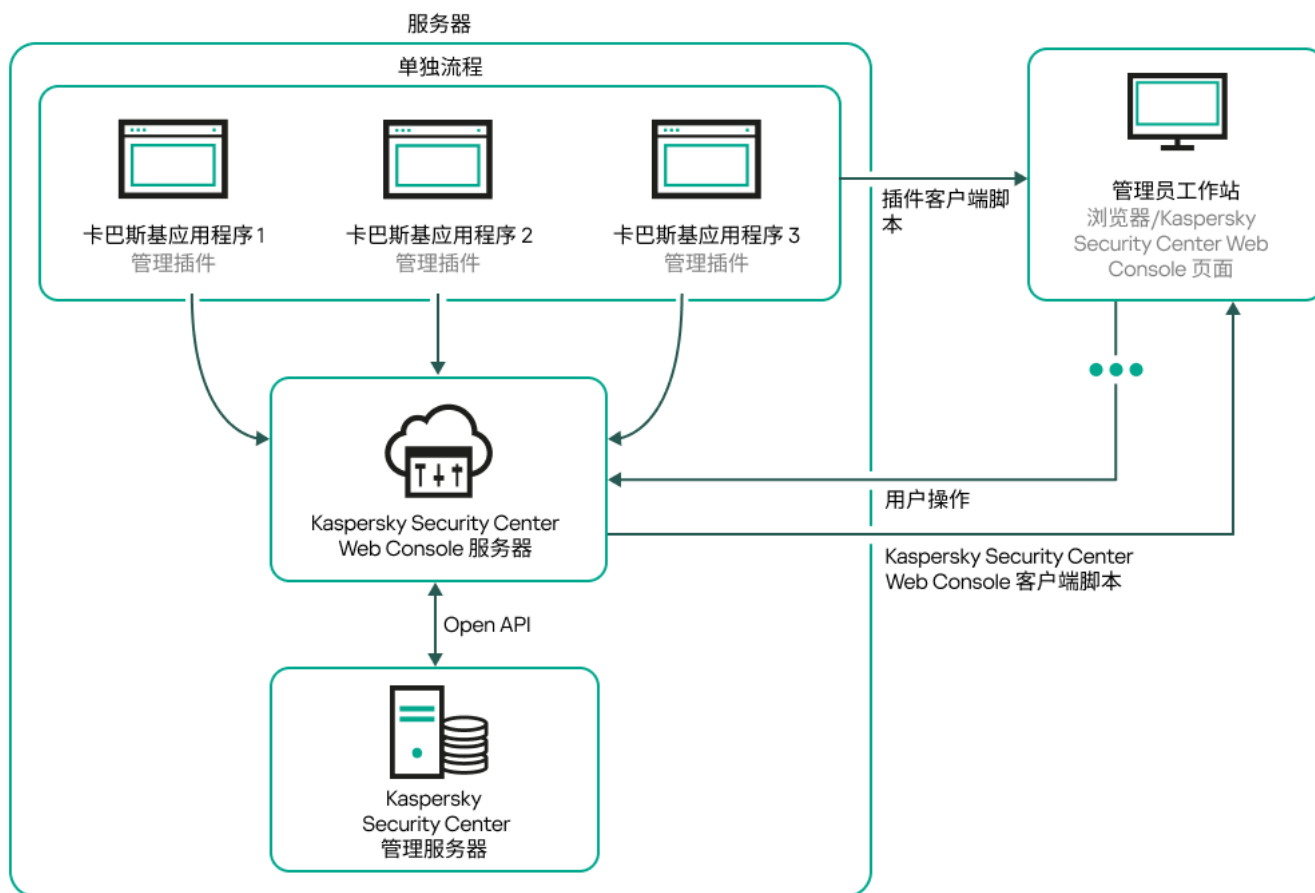 服务器
单独流程
卡巴斯基应用程序 1
管理插件
卡巴斯基应用程序 2
管理插件
卡巴斯基应用程序 3
管理插件
插件客户端脚
本
管理员工作站
浏览器/Kaspersky
Security Center Web
Console 页面
Kaspersky Security Center
Web Console 服务器
用户操作
Kaspersky Security Center
Web Console 客户端脚本
Open API
Kaspersky
Security Center
管理服务器